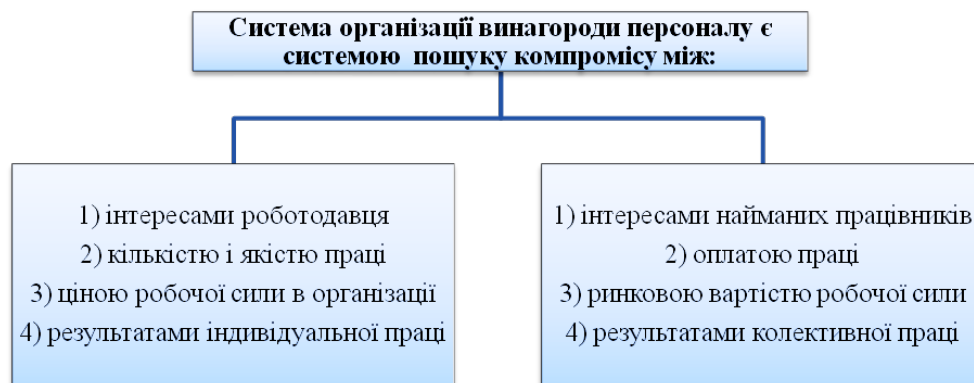 Система організації винагороди персоналу є
системою пошуку компромісу між:
1) інтересами роботодавця
2) кількістю і якістю праці
3) ціною робочої сили в організації
4) результатами індивідуальної праці
1) інтересами найманих працівників
2) оплатою праці
3) ринковою вартістю робочої сили
4) результатами колективної праці